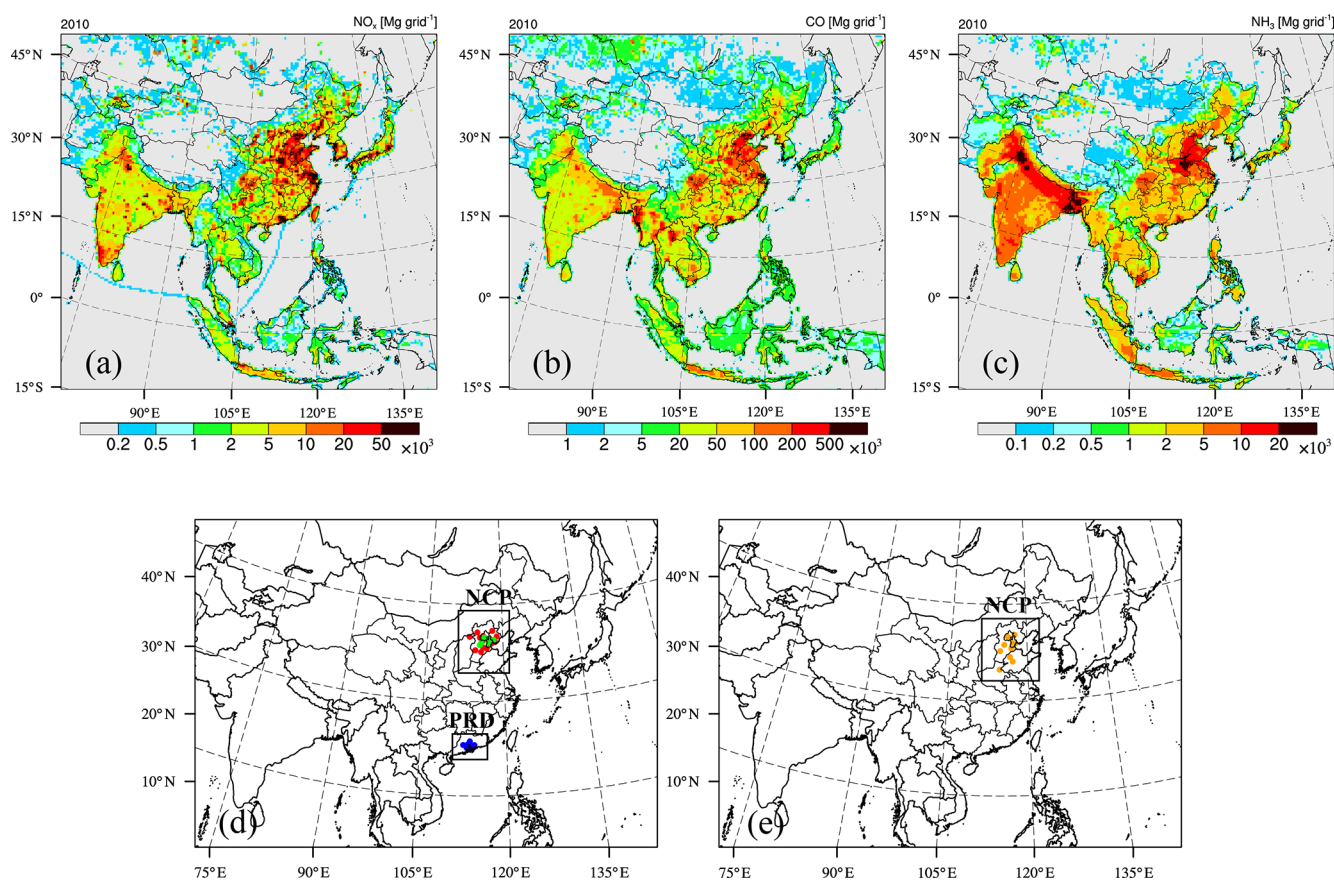 2010 NOx [Mg grid-1]
45°N
30°N
15°N
0°
15°S
(a)
90°E 105°E 120°E 135°E
0.2 0.5 1 2 5 10 20 50 ×10³
2010 CO [Mg grid-1]
45°N
30°N
15°N
0°
15°S
(b)
90°E 105°E 120°E 135°E
1 2 5 20 50 100 200 500 ×10³
2010 NH₃ [Mg grid-1]
45°N
30°N
15°N
0°
15°S
(c)
90°E 105°E 120°E 135°E
0.1 0.2 0.5 1 2 5 10 20 ×10³
40°N
30°N
20°N
10°N
NCP
PRD
(d)
75°E 90°E 105°E 120°E 135°E
40°N
30°N
20°N
10°N
NCP
(e)
75°E 90°E 105°E 120°E 135°E